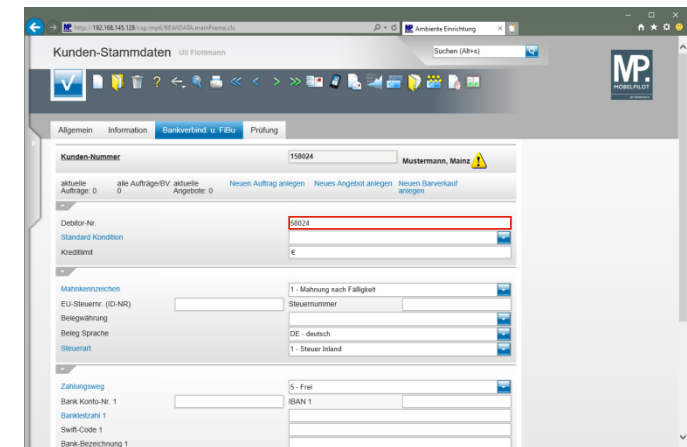 http://192.168.145.128/csp/mp6/BEWIDATA.mainFrame.cls
Ambiente Einrichtung
Kunden-Stammdaten Uli Flottmann
Suchen (Alt+s)
MP.
MÖBELPILOT
Allgemein Information Bankverbind. u. FiBu Prüfung
Kunden-Nummer 158024 Mustermann, Mainz
aktuelle Aufträge: 0 alle Aufträge/BV: 0 aktuelle Angebote: 0 Neuen Auftrag anlegen Neues Angebot anlegen Neuen Barverkauf anlegen
Debitor-Nr. 58024
Standard Kondition
Kreditlimit €
Mahnkennzeichen 1 - Mahnung nach Fälligkeit
EU-Steuernr. (ID-NR) Steuernummer
Belegwährung
Beleg Sprache DE - deutsch
Steuerart 1 - Steuer Inland
Zahlungsweg 5 - Frei
Bank Konto-Nr. 1 IBAN 1
Bankleitzahl 1
Swift-Code 1
Bank-Bezeichnung 1